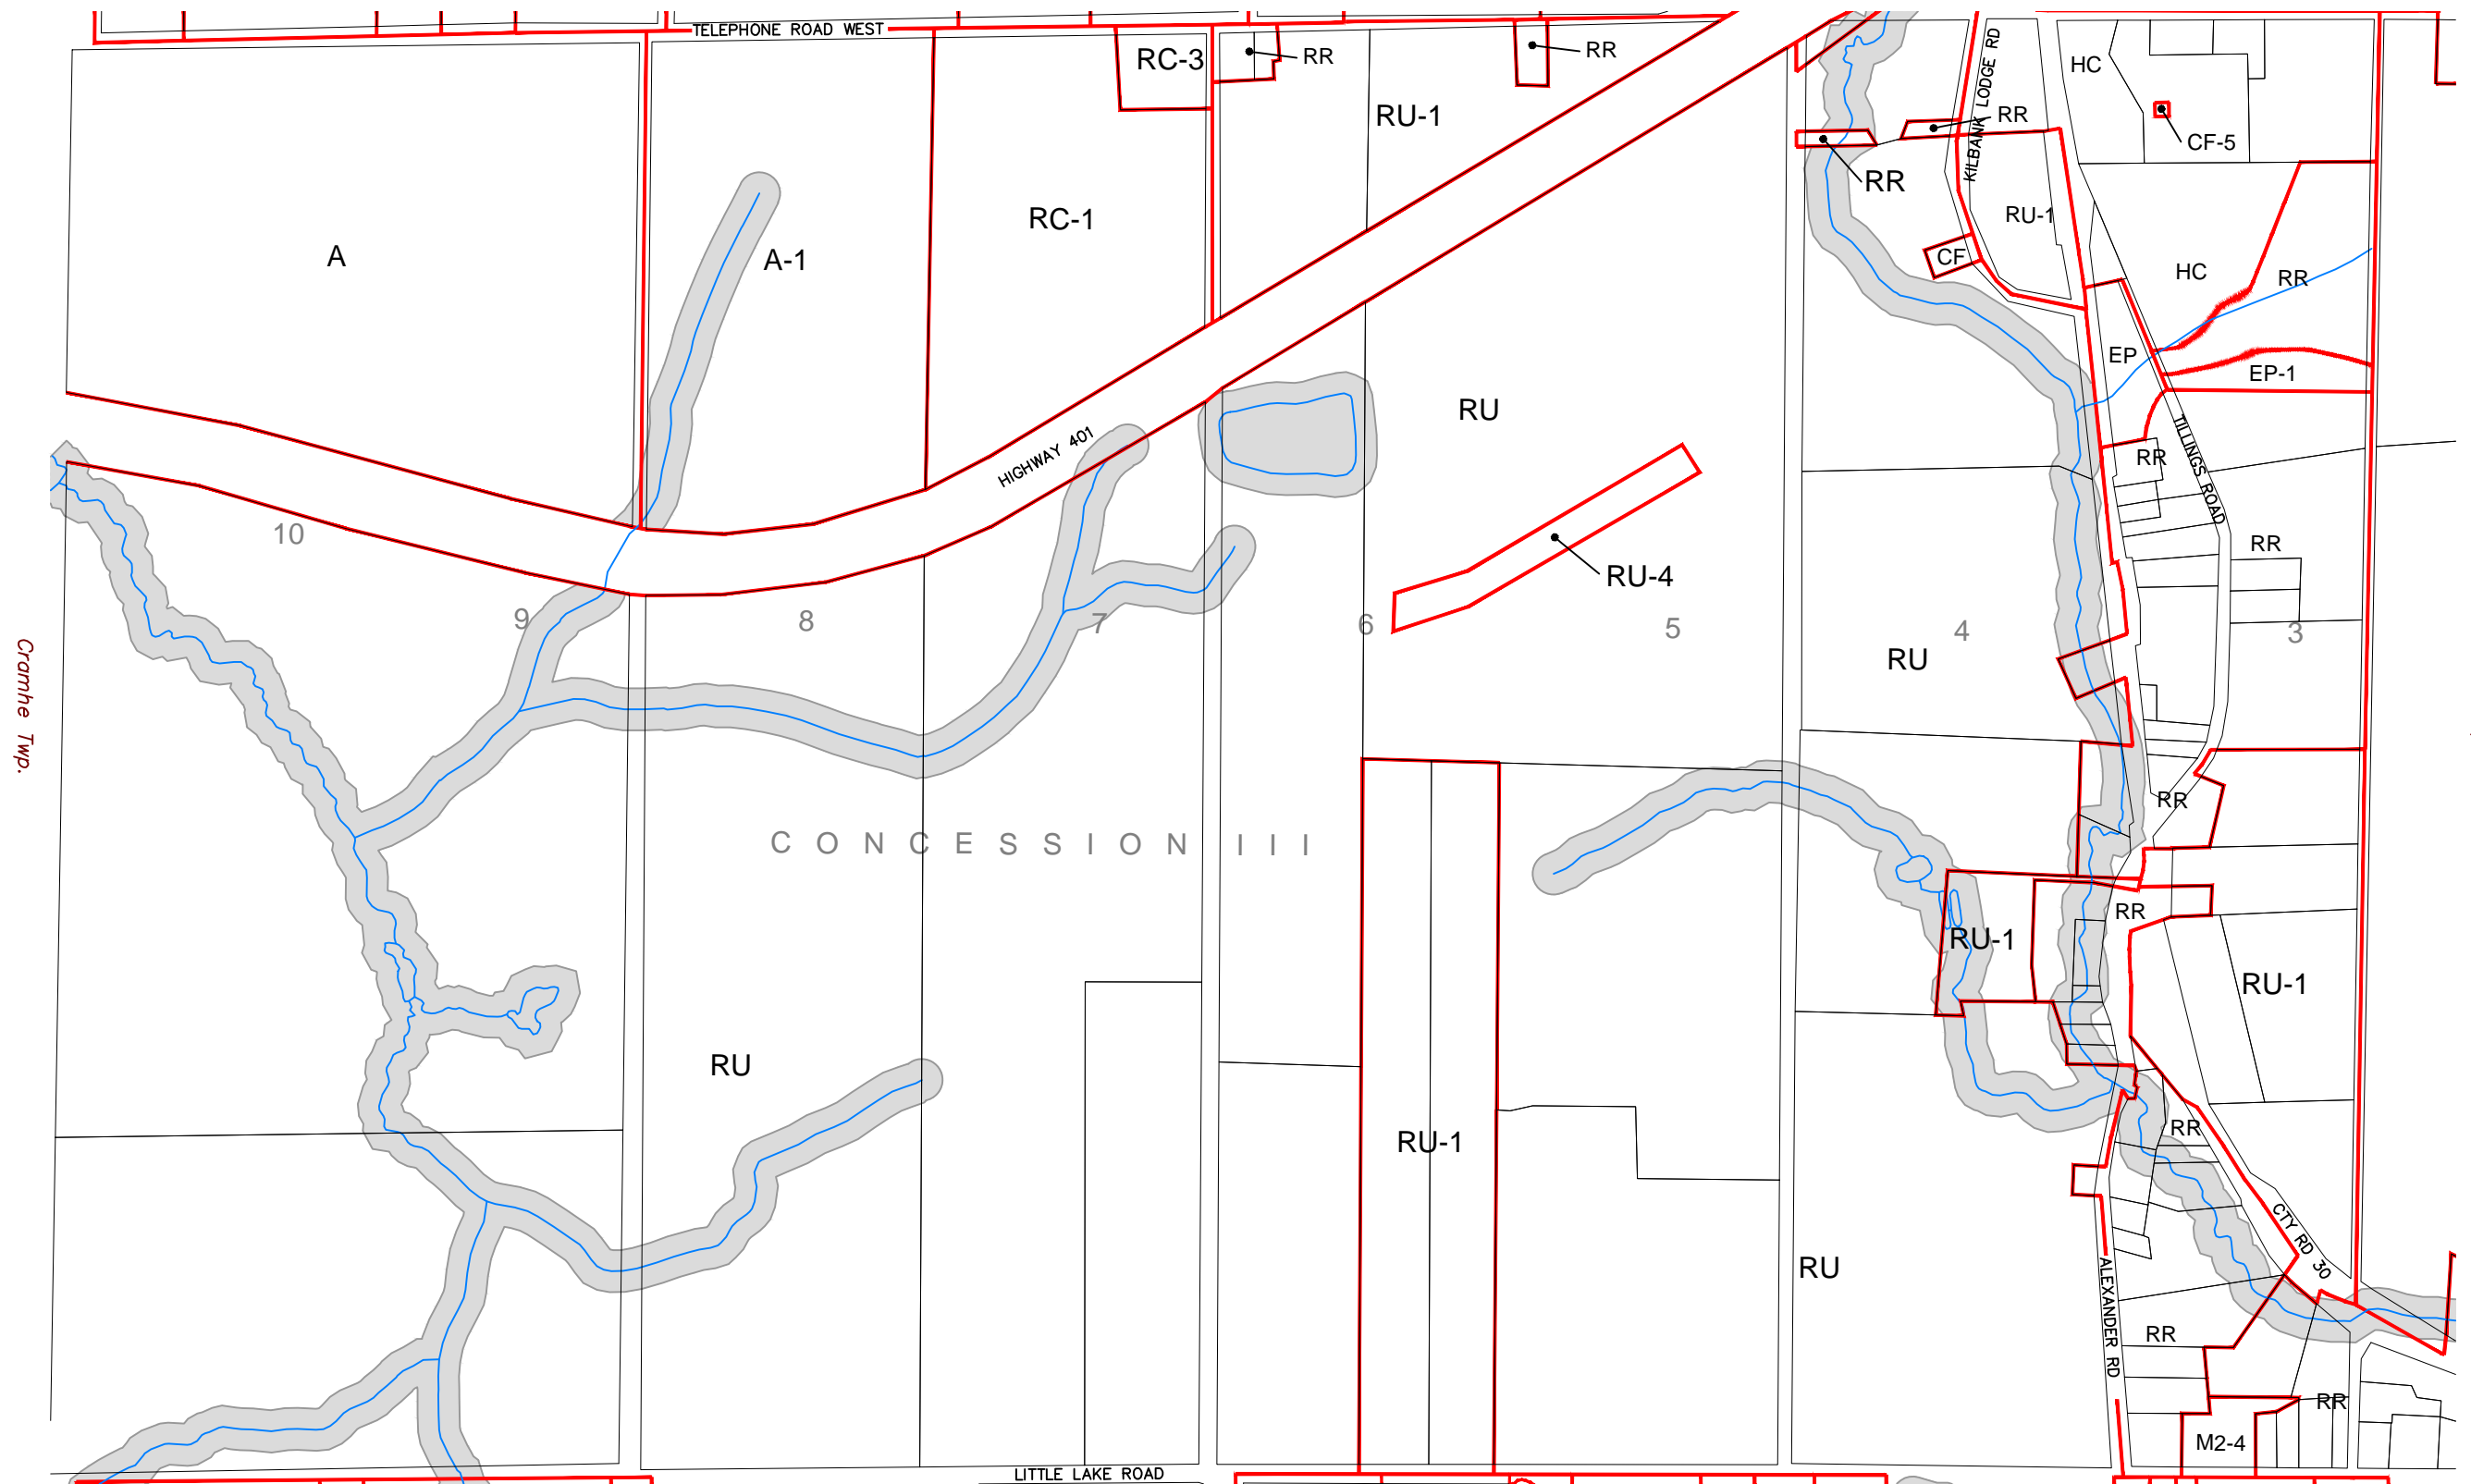 TELEPHONE ROAD WEST
RC-3
RR
RR
RU-1
KILBANK LODGE RD
HC
RR
CF-5
RR
RU-1
A
A-1
RC-1
CF
HC
RR
EP
EP-1
RU
HIGHWAY 401
TILLINGS ROAD
RR
10
RU-4
RR
9
8
7
6
5
4
3
RU
Cramhe Twp.
RR
CONCESSION III
RR
RU-1
RU-1
RU
RU-1
RR
RU
CTY RD 30
ALEXANDER RD
RR
RR
M2-4
LITTLE LAKE ROAD